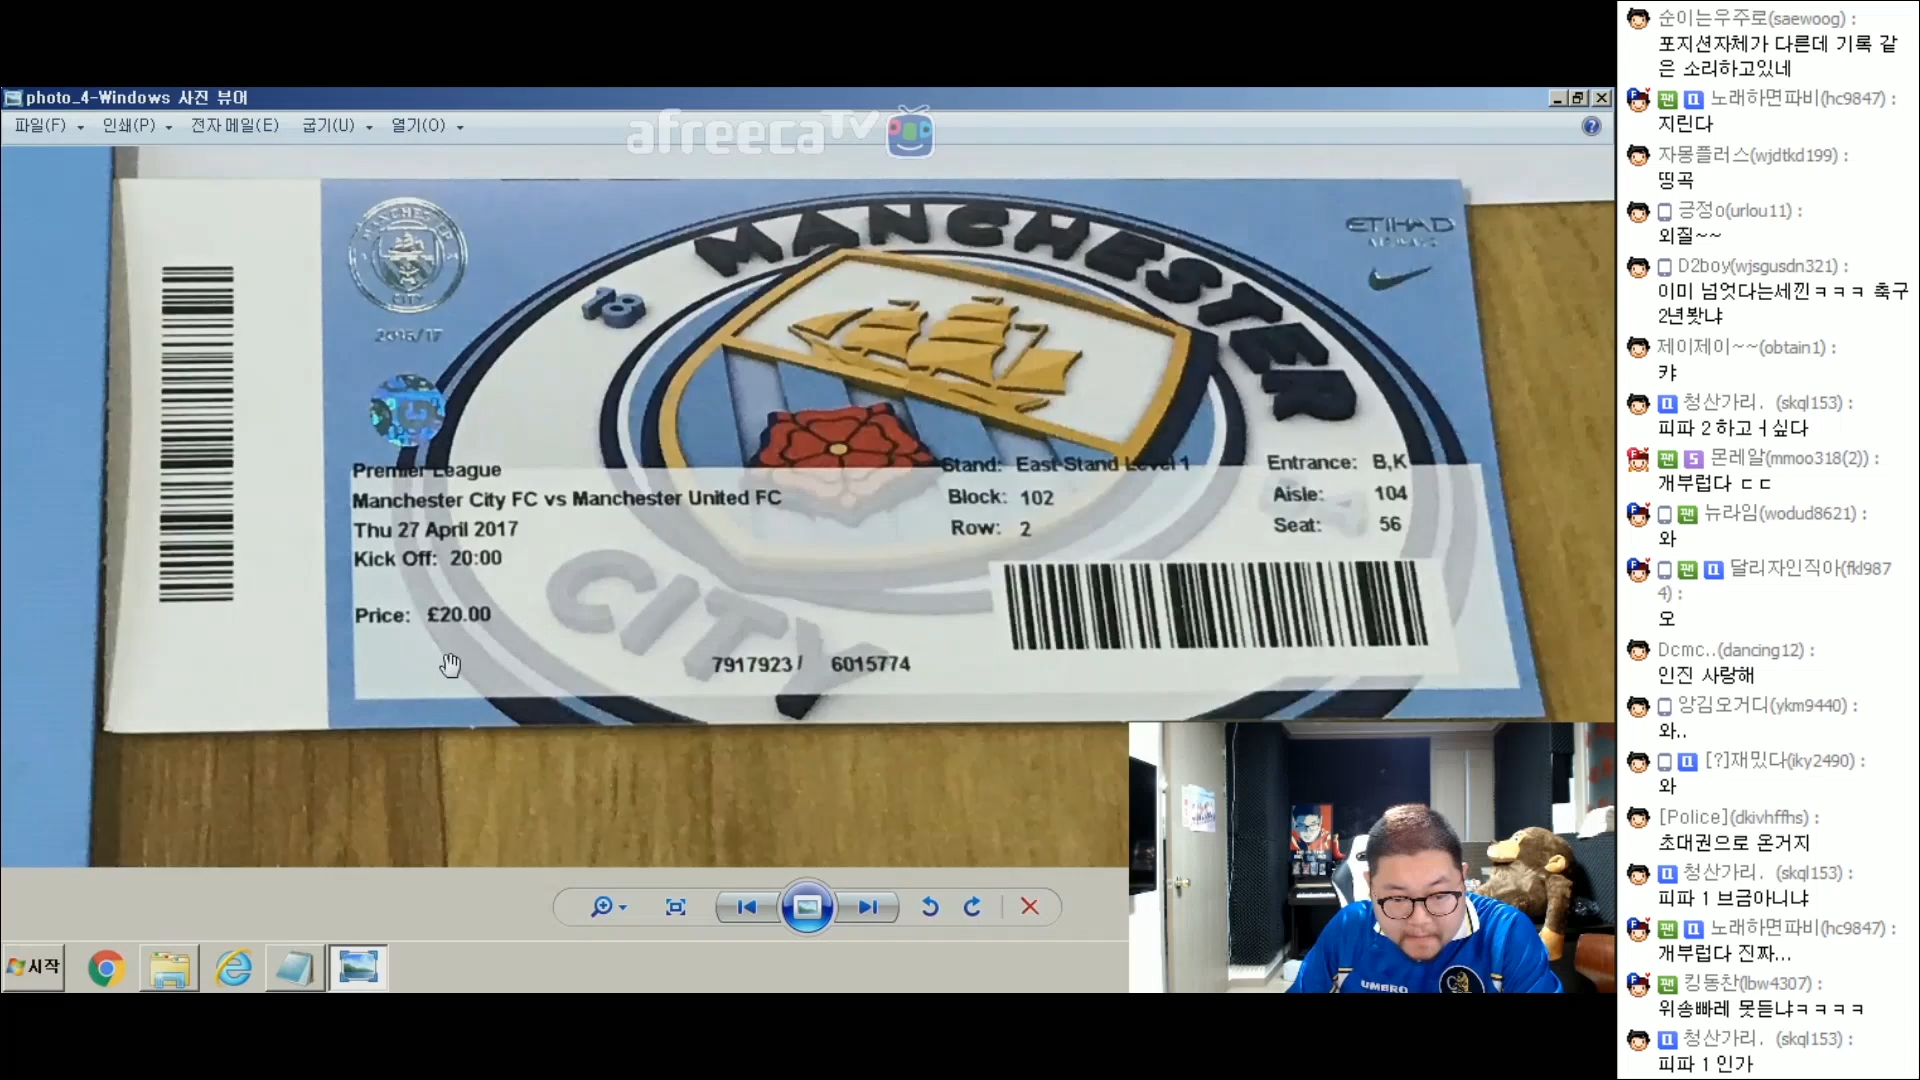 photo_4-Windows 사진 뷰어
파일(F) 인쇄(P) 전자 메일(E) 굽기(U) 열기(O)
afreecaTV
MANCHESTER
CITY
2016/17
18
MANCHESTER
CITY
ETIHAD
AIRWAYS
Premier League
Manchester City FC vs Manchester United FC
Thu 27 April 2017
Kick Off: 20:00
Price: £20.00
Stand: East Stand Level 1
Block: 102
Row: 2
Entrance: B,K
Aisle: 104
Seat: 56
7917923 / 6015774
UMBRO
시작
순이는우주로(saewoog) :
포지션자체가 다른데 기록 같
은 소리하고있네
팬 노래하면파비(hc9847) :
지린다
자몽플러스(wjdtkd199) :
띵곡
긍정o(urlou11) :
외질~~
D2boy(wjsgusdn321) :
이미 넘엇다는세낀ㅋㅋㅋ 축구
2년봣냐
제이제이~~(obtain1) :
캬
청산가리. (skql153) :
피파 2 하고ㅓ싶다
팬 S 몬레알(mmoo318(2)) :
개부럽다 ㄷㄷ
팬 뉴라임(wodud8621) :
와
팬 달리자인직아(fkl987
4) :
오
Dcmc..(dancing12) :
인진 사랑해
앙김모거디(ykm9440) :
와..
[?]재밌다(iky2490) :
와
[Police](dkivhffhs) :
초대권으로 온거지
청산가리. (skql153) :
피파 1 브금아니냐
팬 노래하면파비(hc9847) :
개부럽다 진짜...
팬 킹동찬(lbw4307) :
위송빠레 못듣냐ㅋㅋㅋㅋ
청산가리. (skql153) :
피파 1 인가